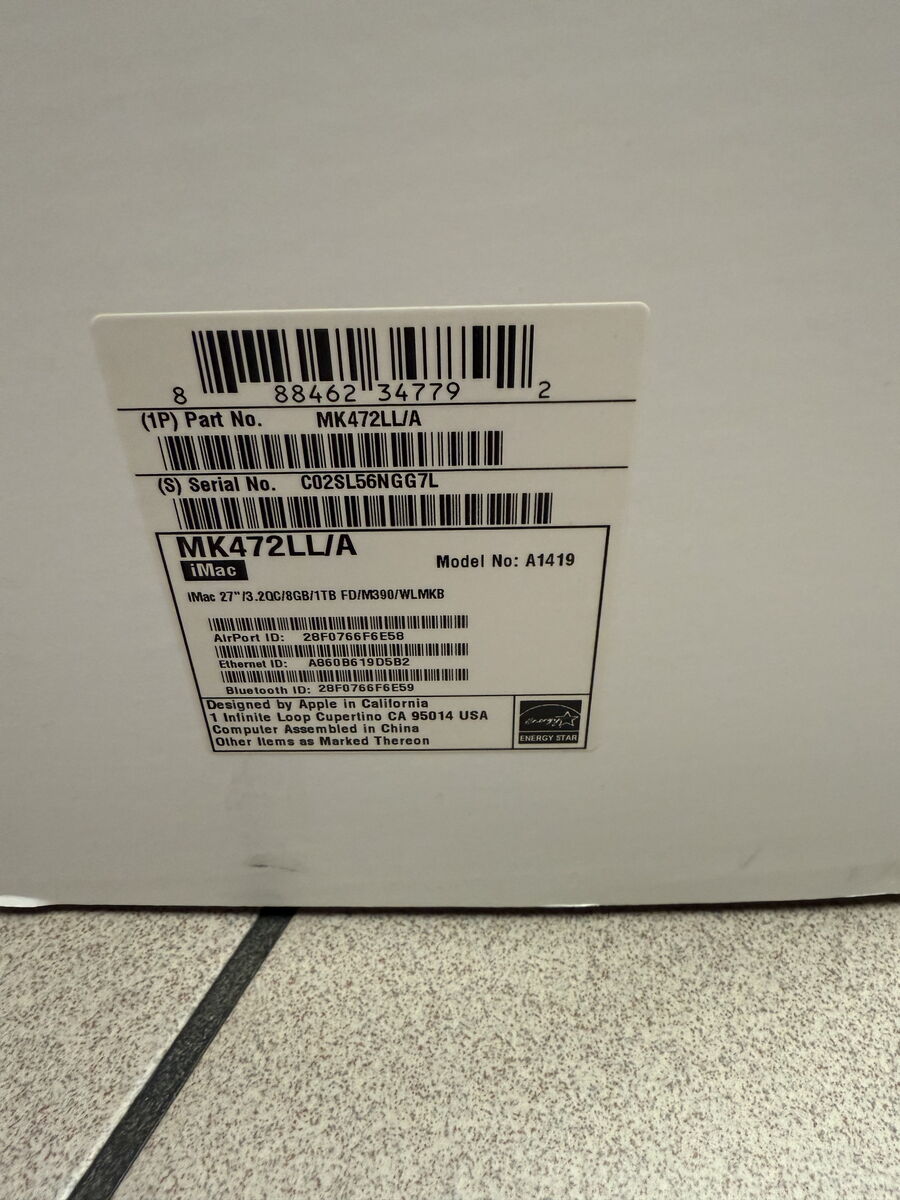 8 88462 34779 2
(1P) Part No. MK472LL/A
(S) Serial No. C02SL56NGG7L
MK472LL/A
Model No: A1419
iMac
iMac 27"/3.2QC/8GB/1TB FD/M390/WLMKB
AirPort ID: 28F0766F6E58
Ethernet ID: A860B619D5B2
Bluetooth ID: 28F0766F6E59
Designed by Apple in California
1 Infinite Loop Cupertino CA 95014 USA
Computer Assembled in China
Other Items as Marked Thereon
energy
ENERGY STAR